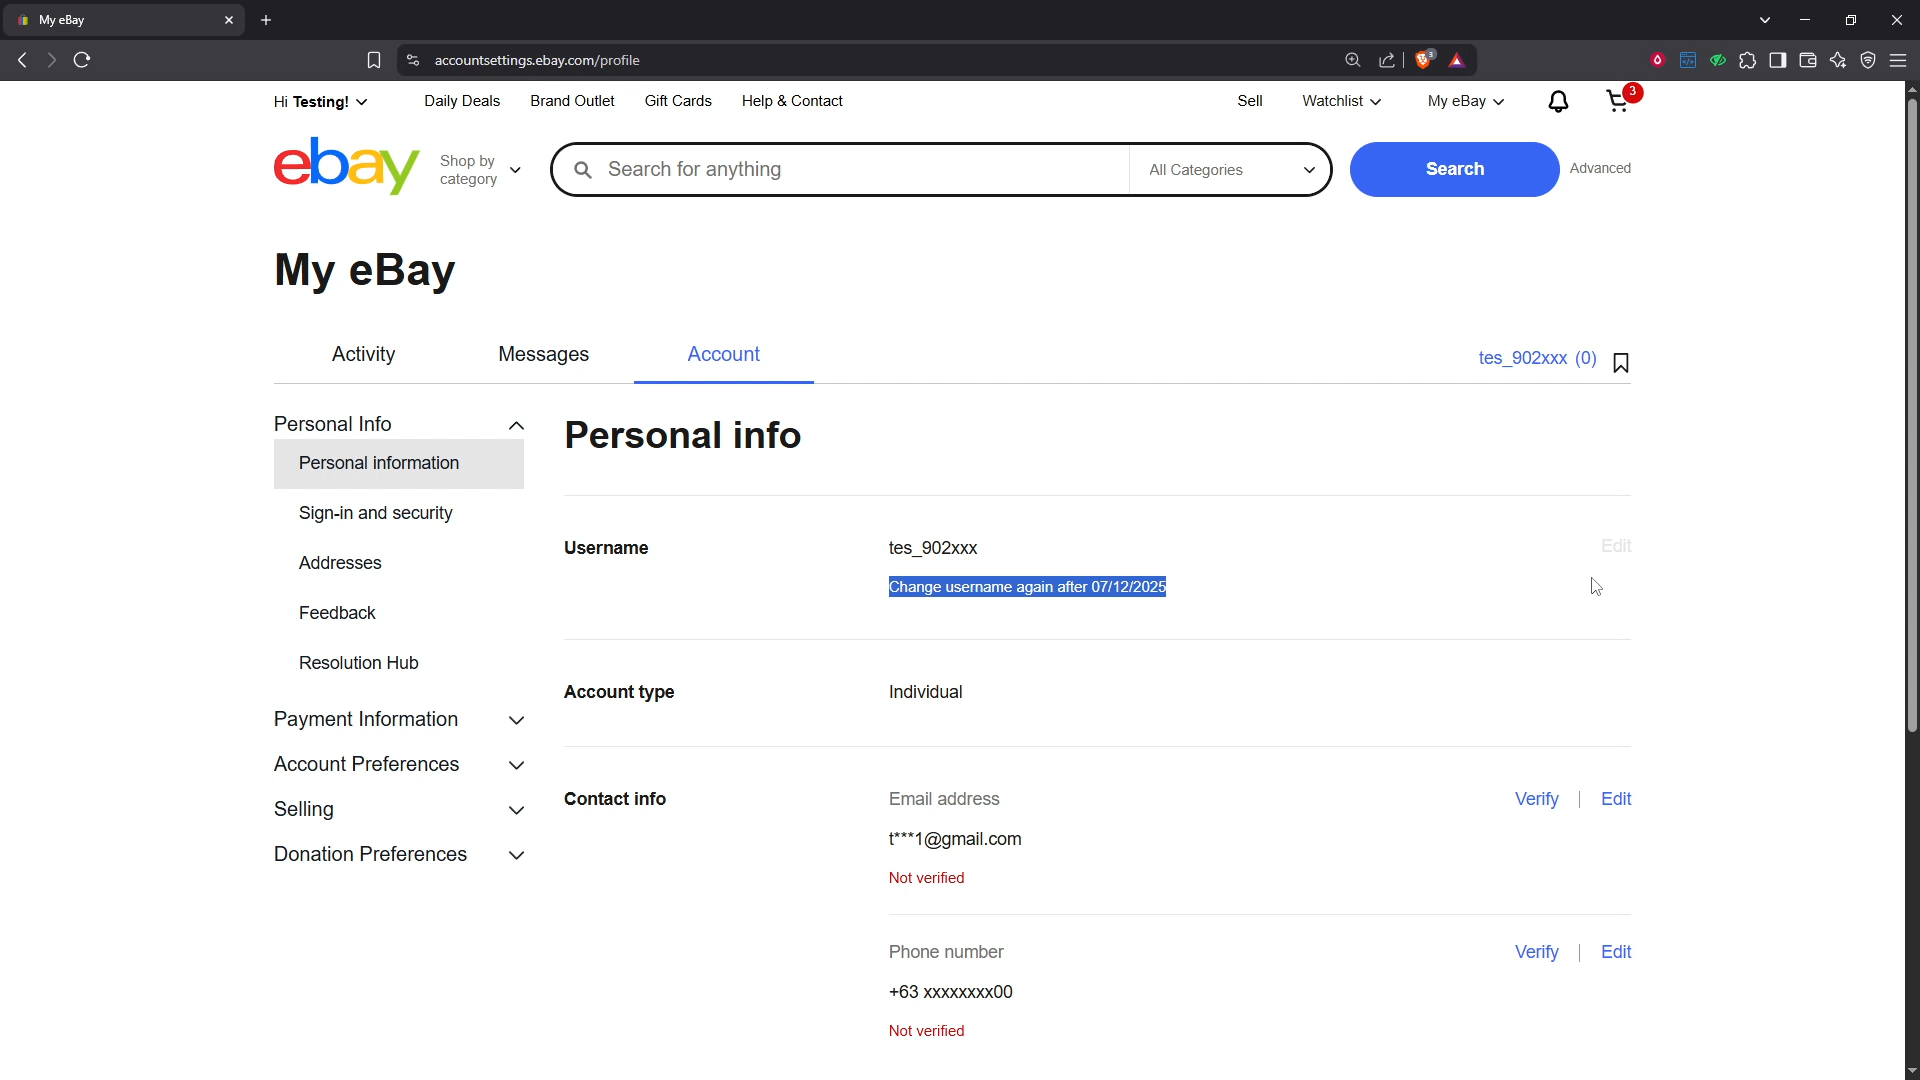 My eBay
accountsettings.ebay.com/profile
3
Hi Testing!
Daily Deals
Brand Outlet
Gift Cards
Help & Contact
Sell
Watchlist
My eBay
3
ebay
Shop by
category
Search for anything
All Categories
Search
Advanced
My eBay
Activity
Messages
Account
tes_902xxx (0)
Personal Info
Personal information
Sign-in and security
Addresses
Feedback
Resolution Hub
Payment Information
Account Preferences
Selling
Donation Preferences
Personal info
Username
tes_902xxx
Edit
Change username again after 07/12/2025
Account type
Individual
Contact info
Email address
Verify | Edit
t***1@gmail.com
Not verified
Phone number
Verify | Edit
+63 xxxxxxxx00
Not verified